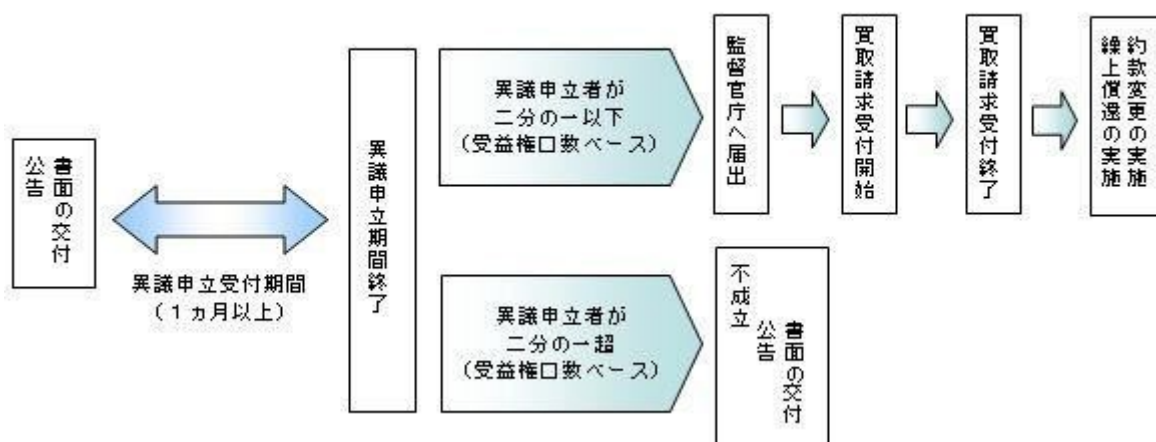 書面の交付
公告
異議申立受付期間
（１ヵ月以上）
異議申立期間終了
異議申立者が
二分の一以下
（受益権口数ベース）
監督官庁へ届出
買取請求受付開始
買取請求受付終了
約款変更の実施
繰上償還の実施
異議申立者が
二分の一超
（受益権口数ベース）
不成立
書面の交付
公告